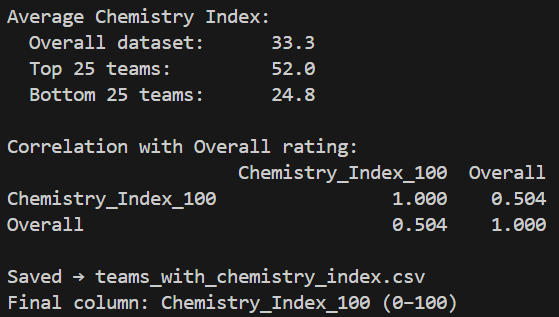 Average Chemistry Index:
  Overall dataset:      33.3
  Top 25 teams:         52.0
  Bottom 25 teams:      24.8

Correlation with Overall rating:
                     Chemistry_Index_100  Overall
Chemistry_Index_100                1.000    0.504
Overall                            0.504    1.000

Saved → teams_with_chemistry_index.csv
Final column: Chemistry_Index_100 (0–100)